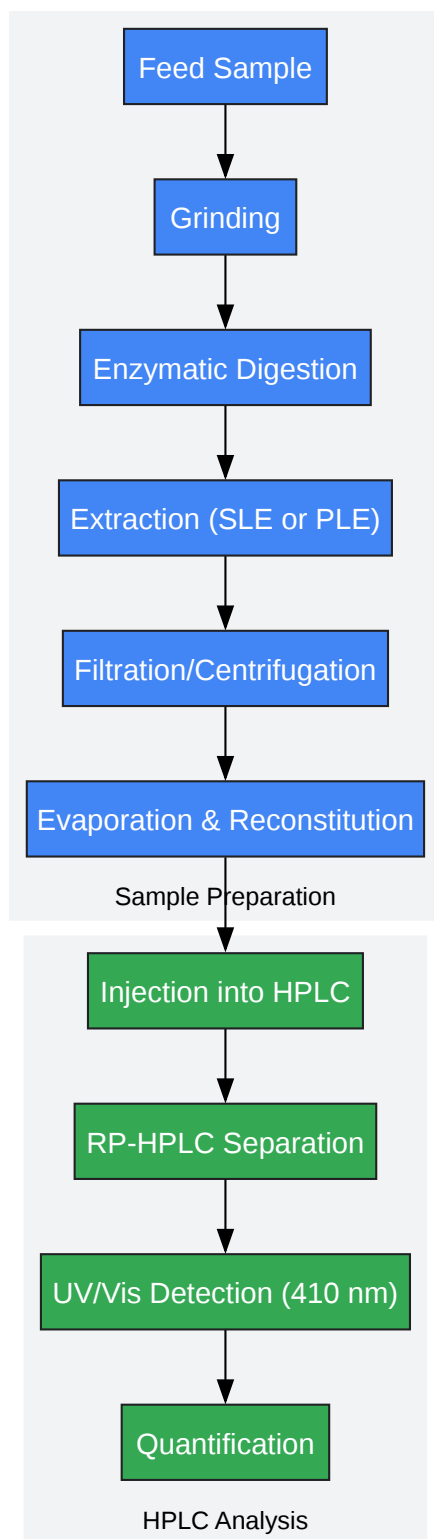 Feed Sample
Grinding
Enzymatic Digestion
Extraction (SLE or PLE)
Filtration/Centrifugation
Evaporation & Reconstitution
Sample Preparation
Injection into HPLC
RP-HPLC Separation
UV/Vis Detection (410 nm)
Quantification
HPLC Analysis